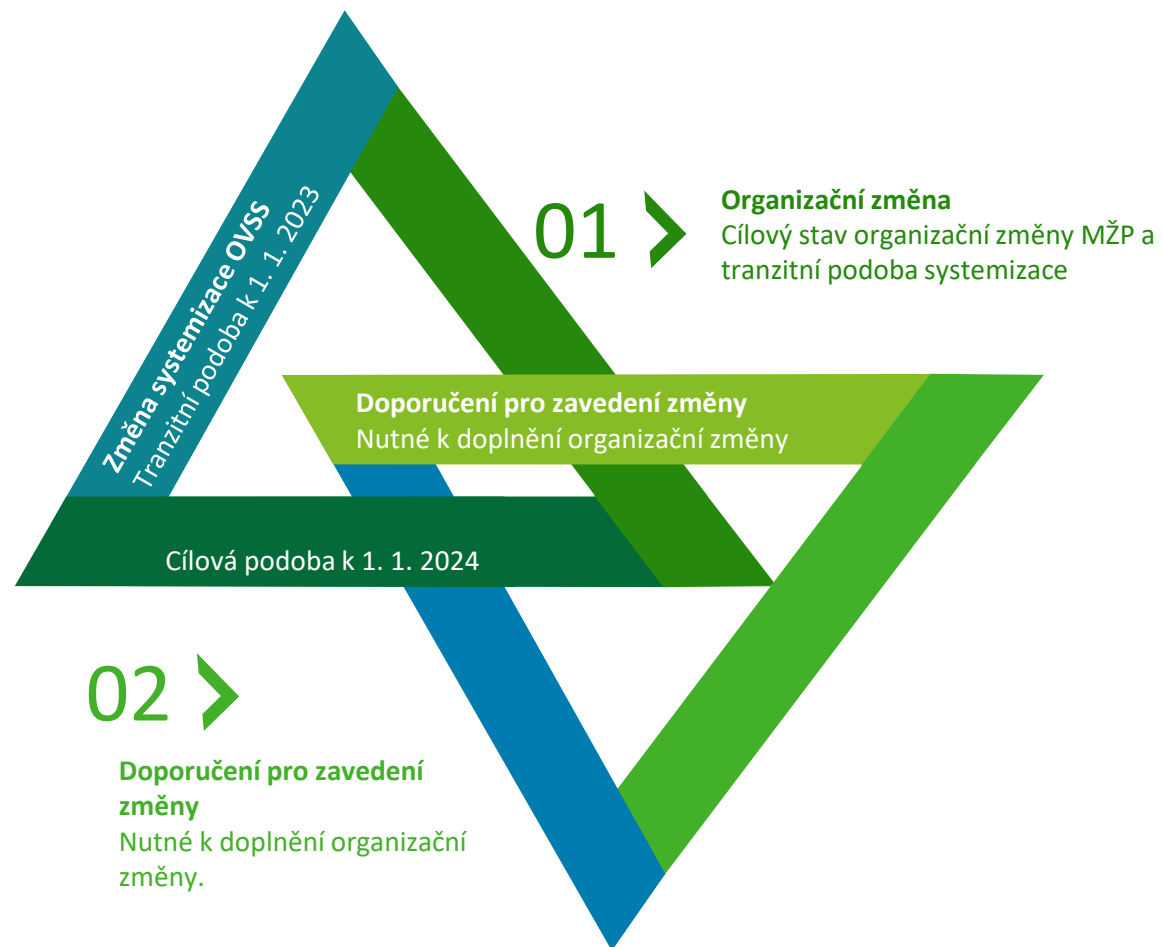 Změna systemizace OVSS
Tranzitní podoba k 1. 1. 2023
01
Organizační změna
Cílový stav organizační změny MŽP a
tranzitní podoba systemizace
Doporučení pro zavedení změny
Nutné k doplnění organizační změny
Cílová podoba k 1. 1. 2024
02
Doporučení pro zavedení
změny
Nutné k doplnění organizační
změny.